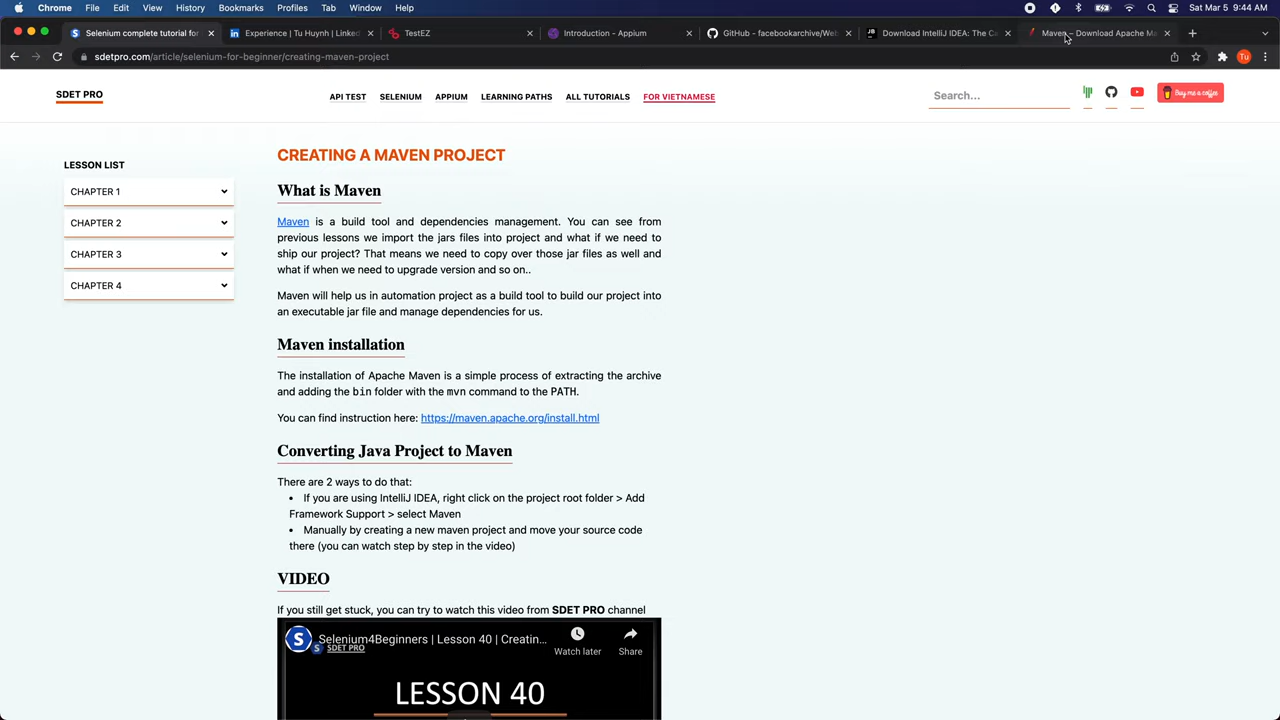 Chrome File Edit View History Bookmarks Profiles Tab Window Help
Sat Mar 5 9:44 AM
Selenium complete tutorial for
Experience | Tu Huynh | Linked
TestEZ
Introduction - Appium
GitHub - facebookarchive/Web
Download IntelliJ IDEA: The Ca
Maven – Download Apache Ma
sdetpro.com/article/selenium-for-beginner/creating-maven-project
Tu
SDET PRO
API TEST SELENIUM APPIUM LEARNING PATHS ALL TUTORIALS FOR VIETNAMESE
Search...
Buy me a coffee
LESSON LIST
CHAPTER 1
CHAPTER 2
CHAPTER 3
CHAPTER 4
CREATING A MAVEN PROJECT
What is Maven
Maven is a build tool and dependencies management. You can see from
previous lessons we import the jars files into project and what if we need to
ship our project? That means we need to copy over those jar files as well and
what if when we need to upgrade version and so on..
Maven will help us in automation project as a build tool to build our project into
an executable jar file and manage dependencies for us.
Maven installation
The installation of Apache Maven is a simple process of extracting the archive
and adding the bin folder with the mvn command to the PATH.
You can find instruction here: https://maven.apache.org/install.html
Converting Java Project to Maven
There are 2 ways to do that:
• If you are using IntelliJ IDEA, right click on the project root folder > Add
Framework Support > select Maven
• Manually by creating a new maven project and move your source code
there (you can watch step by step in the video)
VIDEO
If you still get stuck, you can try to watch this video from SDET PRO channel
Selenium4Beginners | Lesson 40 | Creatin...
S SDET PRO
Watch later
Share
LESSON 40